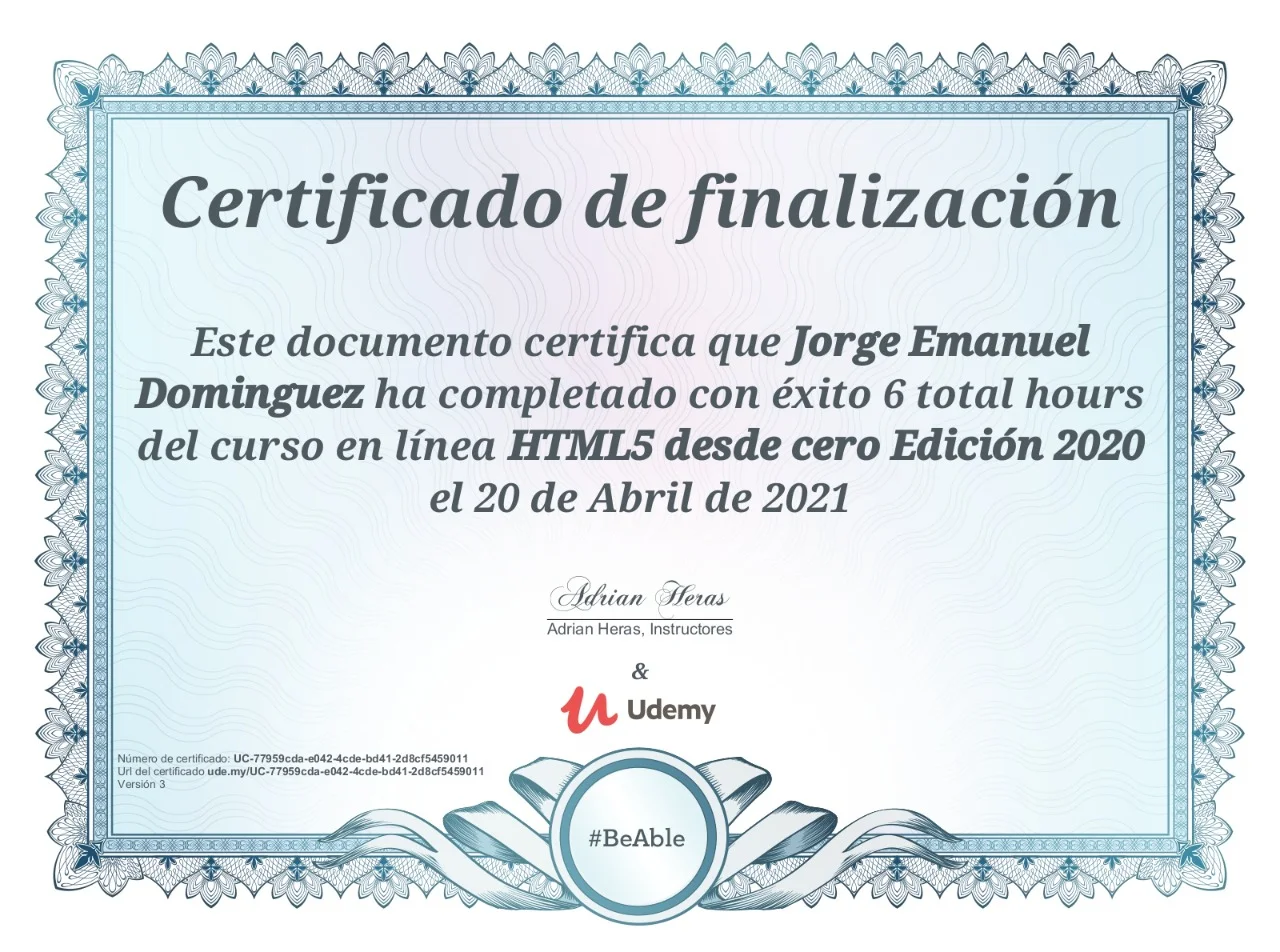 Certificado de finalización
Este documento certifica que Jorge Emanuel
Dominguez ha completado con éxito 6 total hours
del curso en línea HTML5 desde cero Edición 2020
el 20 de Abril de 2021
Adrian Heras
Adrian Heras, Instructores
&
Udemy
Número de certificado: UC-77959cda-e042-4cde-bd41-2d8cf5459011
Url del certificado ude.my/UC-77959cda-e042-4cde-bd41-2d8cf5459011
Versión 3
#BeAble